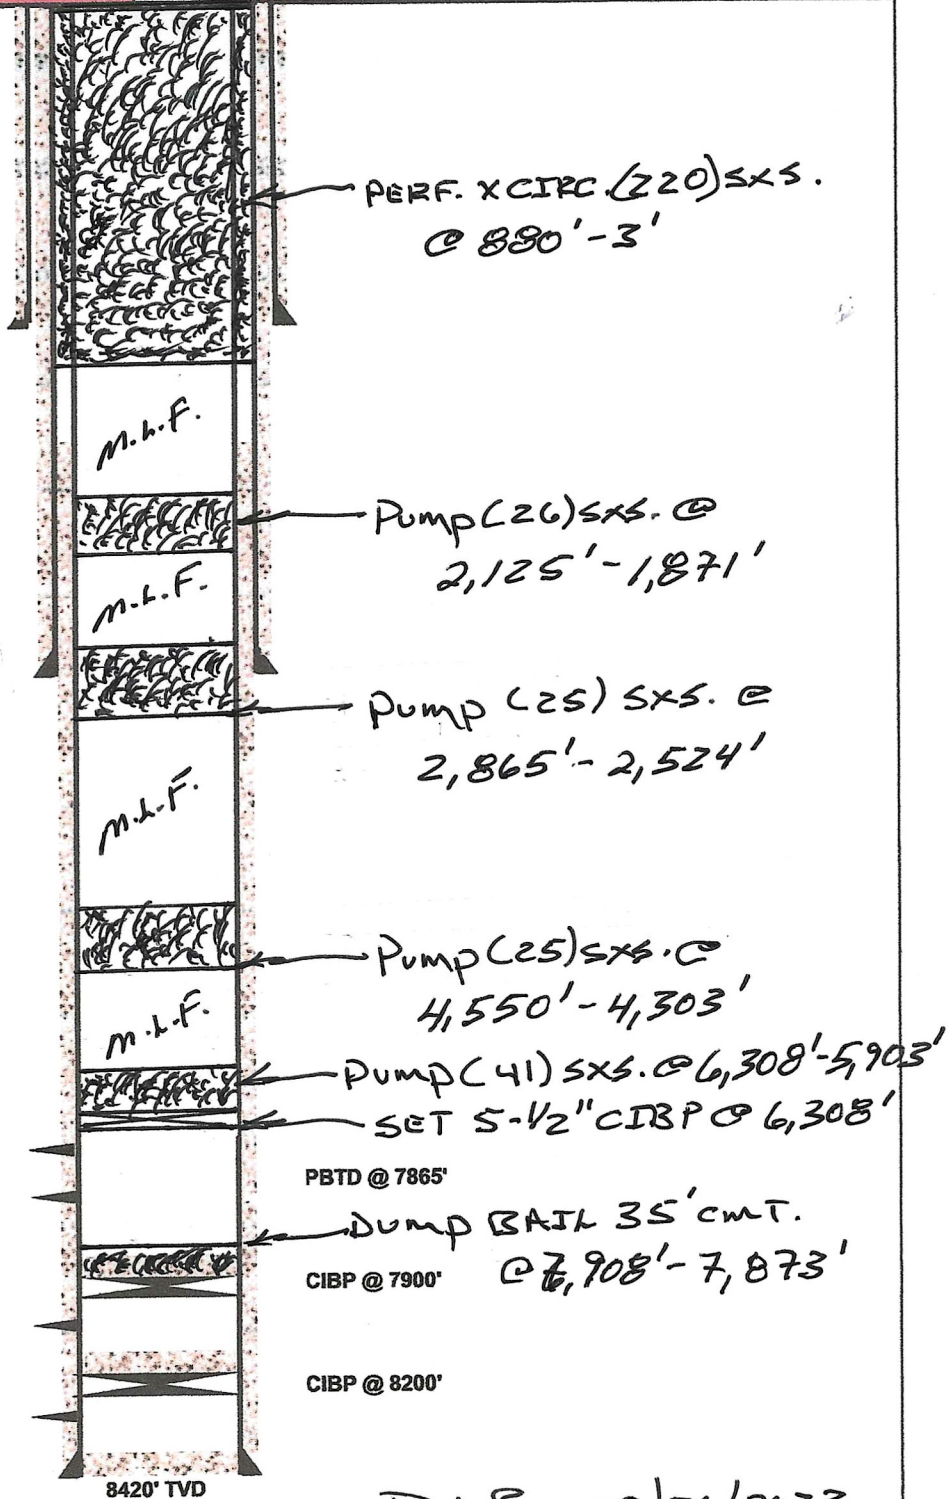 PERF. X CIRC. (220) SXS.
@ 880'-3'
M.L.F.
Pump (26) SXS. @
2,125'-1,871'
M.L.F.
Pump (25) SXS. @
2,865'-2,524'
M.L.F.
Pump (25) SXS. @
4,550'-4,303'
M.L.F.
Pump (41) SXS. @ 6,308'-5,903'
SET 5-1/2" CIBP @ 6,308'
PBTD @ 7865'
DUMP BAIL 35' CMT.
@ 7,908'-7,873'
CIBP @ 7900'
CIBP @ 8200'
8420' TVD